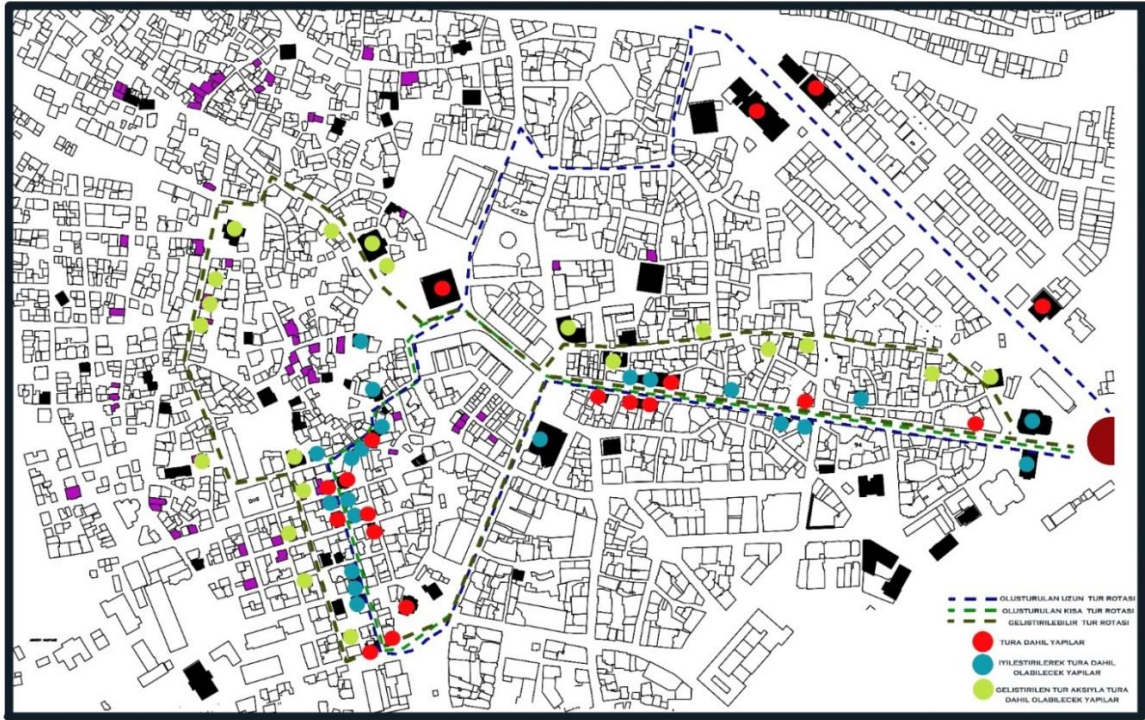 OLUSTURULAN UZUN TUR ROTASI
OLUSTURULAN KISA TUR ROTASI
GELISTIRILEBILIR TUR ROTASI
TURA DAHIL YAPILAR
IYILESTIRILEREK TURA DAHIL
OLABILECEK YAPILAR
GELISTIRILEN TUR AKSIYLA TURA
DAHIL OLABILECEK YAPILAR